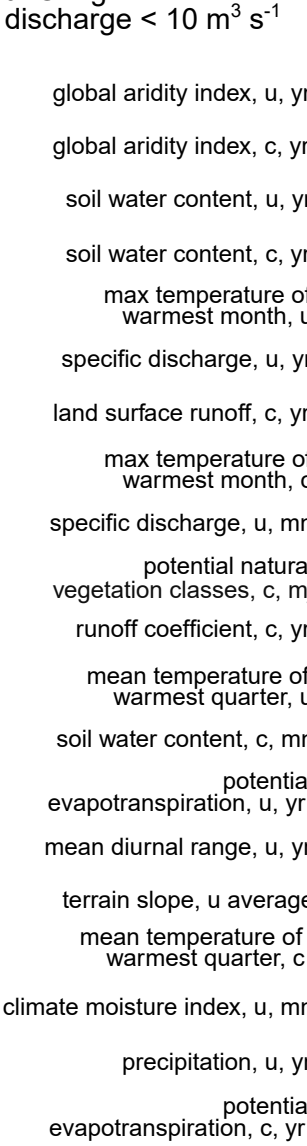 discharge < 10 m³ s⁻¹
global aridity index, u, yr
global aridity index, c, yr
soil water content, u, yr
soil water content, c, yr
max temperature of
warmest month, u
specific discharge, u, yr
land surface runoff, c, yr
max temperature of
warmest month, c
specific discharge, u, mn
potential natura
vegetation classes, c, m
runoff coefficient, c, yr
mean temperature of
warmest quarter, u
soil water content, c, mn
potentia
evapotranspiration, u, yr
mean diurnal range, u, yr
terrain slope, u average
mean temperature of
warmest quarter, c
climate moisture index, u, mn
precipitation, u, yr
potentia
evapotranspiration, c, yr